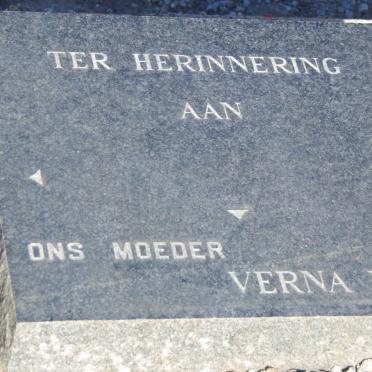 TER HERINNERING
AAN
ONS MOEDER
VERNA